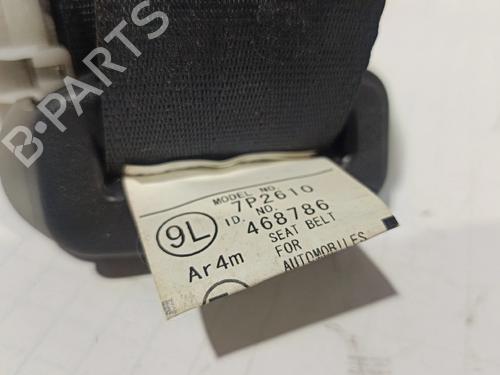 B-PARTS
MODEL NO.
7P2610
9L
ID. NO.
468786
Ar4m
SEAT BELT
FOR
AUTOMOBILES